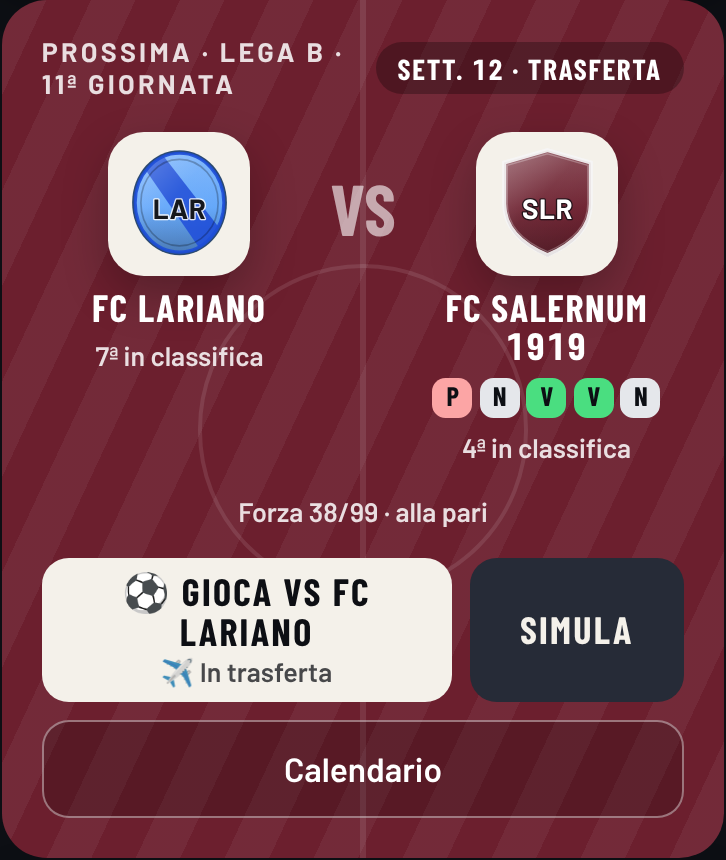 PROSSIMA · LEGA B ·
11ª GIORNATA
SETT. 12 · TRASFERTA
LAR
VS
SLR
FC LARIANO
7ª in classifica
FC SALERNUM
1919
P N V V N
4ª in classifica
Forza 38/99 · alla pari
⚽ GIOCA VS FC
LARIANO
✈️ In trasferta
SIMULA
Calendario